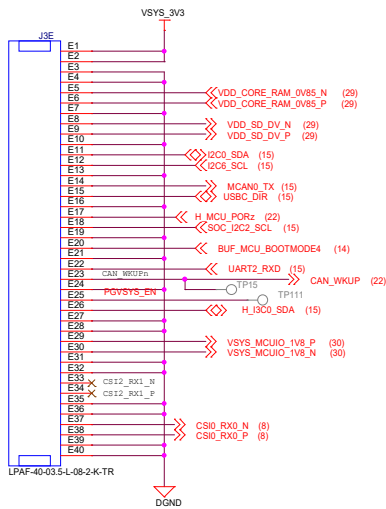 VSYS_3V3
J3E
E1
E2
E3
E4
E5 VDD_CORE_RAM_0V85_N (29)
E6 VDD_CORE_RAM_0V85_P (29)
E7
E8 VDD_SD_DV_N (29)
E9 VDD_SD_DV_P (29)
E10
E11 I2C0_SDA (15)
E12 I2C6_SCL (15)
E13
E14 MCAN0_TX (15)
E15 USBC_DIR (15)
E16
E17 H_MCU_PORz (22)
E18 SOC_I2C2_SCL (15)
E19
E20 BUF_MCU_BOOTMODE4 (14)
E21
E22 UART2_RXD (15)
E23 CAN_WKUPn CAN_WKUP (22)
E24 TP15
E25 PGVSYS_EN TP111
E26 H_I3C0_SDA (15)
E27
E28
E29 VSYS_MCUIO_1V8_P (30)
E30 VSYS_MCUIO_1V8_N (30)
E31
E32
E33 CSI2_RX1_N
E34 CSI2_RX1_P
E35
E36
E37 CSI0_RX0_N (8)
E38 CSI0_RX0_P (8)
E39
E40
LPAF-40-03.5-L-08-2-K-TR
DGND